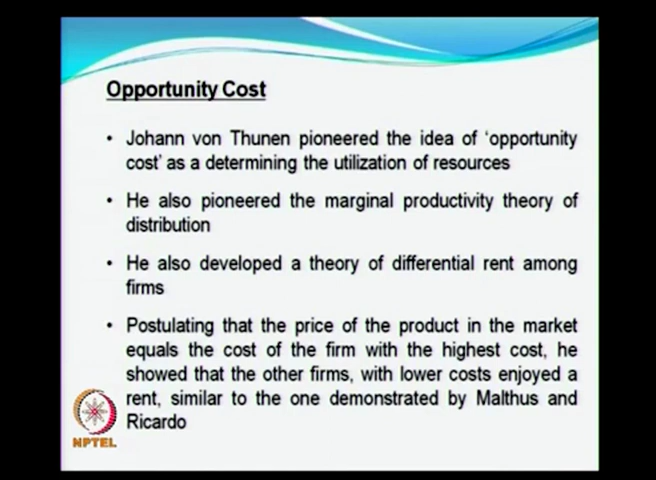 Opportunity Cost
• Johann von Thunen pioneered the idea of 'opportunity
cost' as a determining the utilization of resources
• He also pioneered the marginal productivity theory of
distribution
• He also developed a theory of differential rent among
firms
• Postulating that the price of the product in the market
equals the cost of the firm with the highest cost, he
showed that the other firms, with lower costs enjoyed a
rent, similar to the one demonstrated by Malthus and
Ricardo
NPTEL